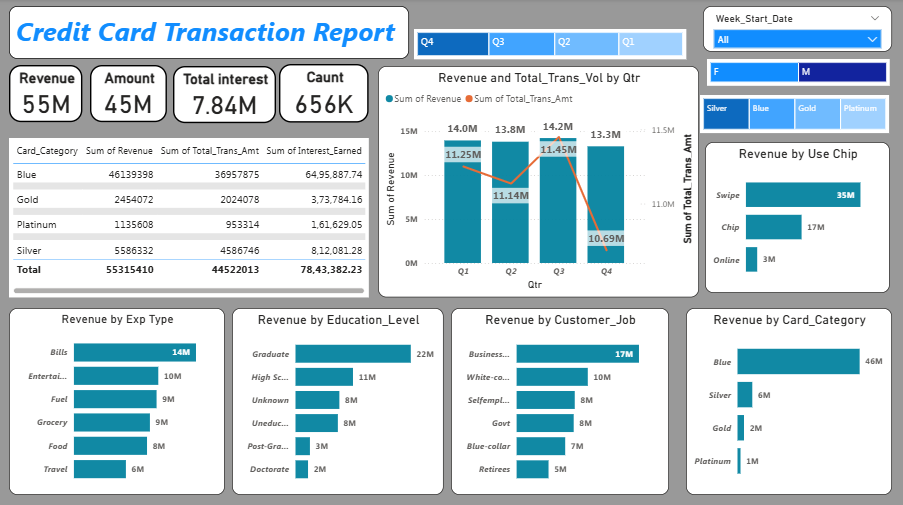 Credit Card Transaction Report
Q4 Q3 Q2 Q1
Week_Start_Date
All
F M
Silver Blue Gold Platinum
Revenue
55M
Amount
45M
Total interest
7.84M
Caunt
656K
Card_Category Sum of Revenue Sum of Total_Trans_Amt Sum of Interest_Earned
Blue 46139398 36957875 64,95,887.74
Gold 2454072 2024078 3,73,784.16
Platinum 1135608 953314 1,61,629.05
Silver 5586332 4586746 8,12,081.28
Total 55315410 44522013 78,43,382.23
Revenue and Total_Trans_Vol by Qtr
Sum of Revenue Sum of Total_Trans_Amt
Sum of Revenue
15M
10M
5M
0M
14.0M 13.8M 14.2M 13.3M
11.25M 11.14M 11.45M 10.69M
11.5M
11.0M
Sum of Total_Trans_Amt
Q1 Q2 Q3 Q4
Qtr
Revenue by Use Chip
Swipe 35M
Chip 17M
Online 3M
Revenue by Exp Type
Bills 14M
Entertai... 10M
Fuel 9M
Grocery 9M
Food 8M
Travel 6M
Revenue by Education_Level
Graduate 22M
High Sc... 11M
Unknown 8M
Uneduc... 8M
Post-Gra... 3M
Doctorate 2M
Revenue by Customer_Job
Business... 17M
White-co... 10M
Selfempl... 8M
Govt 8M
Blue-collar 7M
Retirees 5M
Revenue by Card_Category
Blue 46M
Silver 6M
Gold 2M
Platinum 1M